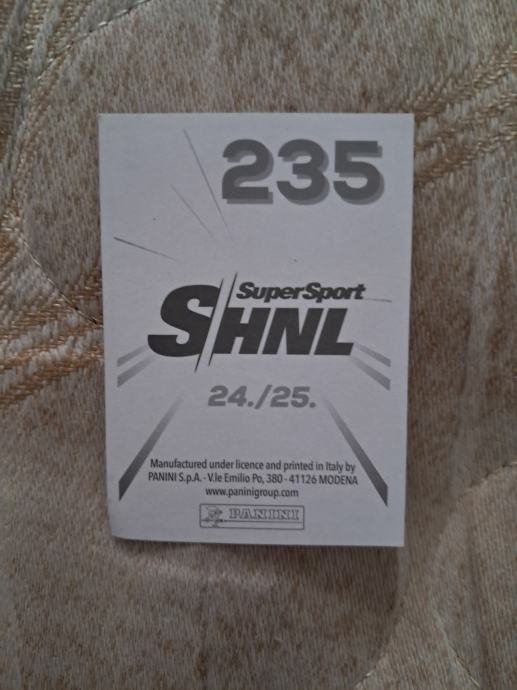 235
SuperSport
SHNL
24./25.
Manufactured under licence and printed in Italy by
PANINI S.p.A. - V.le Emilio Po, 380 - 41126 MODENA
www.paninigroup.com
PANINI